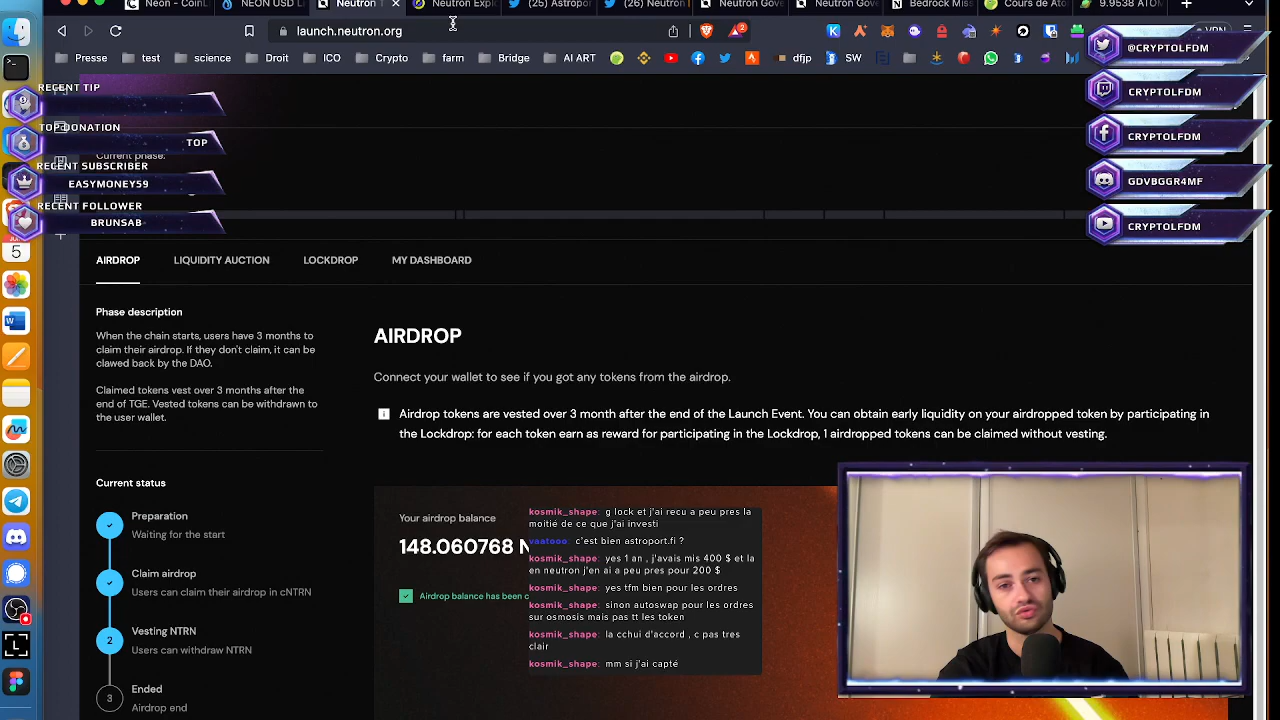 Neon - CoinL
NEON USD Li
Neutron T
Neutron Explo
(25) Astropor
(26) Neutron
Neutron Gove
Neutron Gove
Bedrock Miss
Cours de Ato
9.9538 ATOM
launch.neutron.org
VPN
Presse
test
science
Droit
ICO
Crypto
farm
Bridge
AI ART
dfjp
SW
@CRYPTOLFDM
CRYPTOLFDM
CRYPTOLFDM
GDVBGGR4MF
CRYPTOLFDM
RECENT TIP
TOP DONATION
TOP
RECENT SUBSCRIBER
EASYMONEY59
RECENT FOLLOWER
BRUNSAB
Current phase:
5
AIRDROP
LIQUIDITY AUCTION
LOCKDROP
MY DASHBOARD
Phase description
When the chain starts, users have 3 months to
claim their airdrop. If they don't claim, it can be
clawed back by the DAO.
Claimed tokens vest over 3 months after the
end of TGE. Vested tokens can be withdrawn to
the user wallet.
Current status
Preparation
Waiting for the start
Claim airdrop
Users can claim their airdrop in cNTRN
2
Vesting NTRN
Users can withdraw NTRN
3
Ended
Airdrop end
AIRDROP
Connect your wallet to see if you got any tokens from the airdrop.
Airdrop tokens are vested over 3 month after the end of the Launch Event. You can obtain early liquidity on your airdropped token by participating in
the Lockdrop: for each token earn as reward for participating in the Lockdrop, 1 airdropped tokens can be claimed without vesting.
Your airdrop balance
148.060768 N
Airdrop balance has been c
kosmik_shape: g lock et j'ai recu a peu pres la
moitié de ce que j'ai investi
vaatooo: c'est bien astroport.fi ?
kosmik_shape: yes 1 an , j'avais mis 400 $ et la
en neutron j'en ai a peu pres pour 200 $
kosmik_shape: yes tfm bien pour les ordres
kosmik_shape: sinon autoswap pour les ordres
sur osmosis mais pas tt les token
kosmik_shape: la cchui d'accord , c pas tres
clair
kosmik_shape: mm si j'ai capté